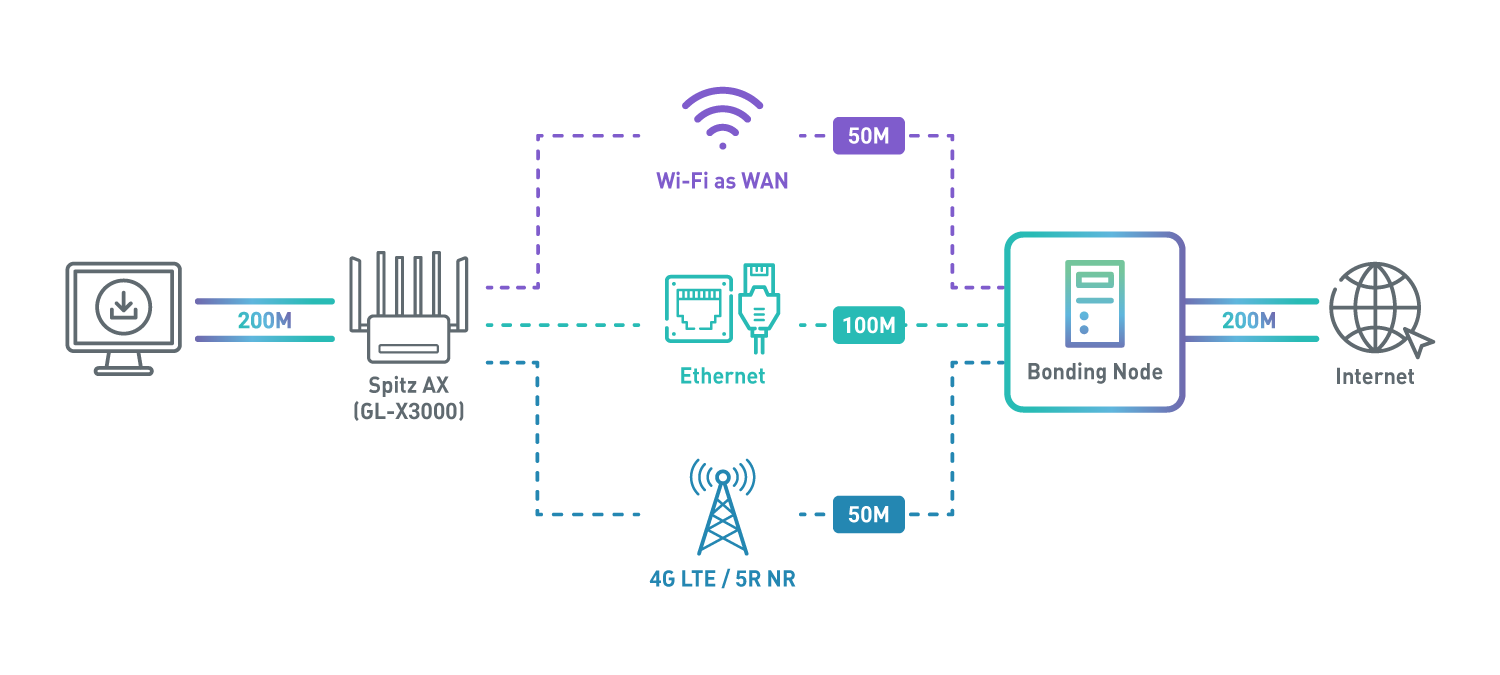 50M
Wi-Fi as WAN
200M
100M
200M
Bonding Node
Ethernet
Internet
Spitz AX
(GL-X3000)
50M
4G LTE / 5R NR